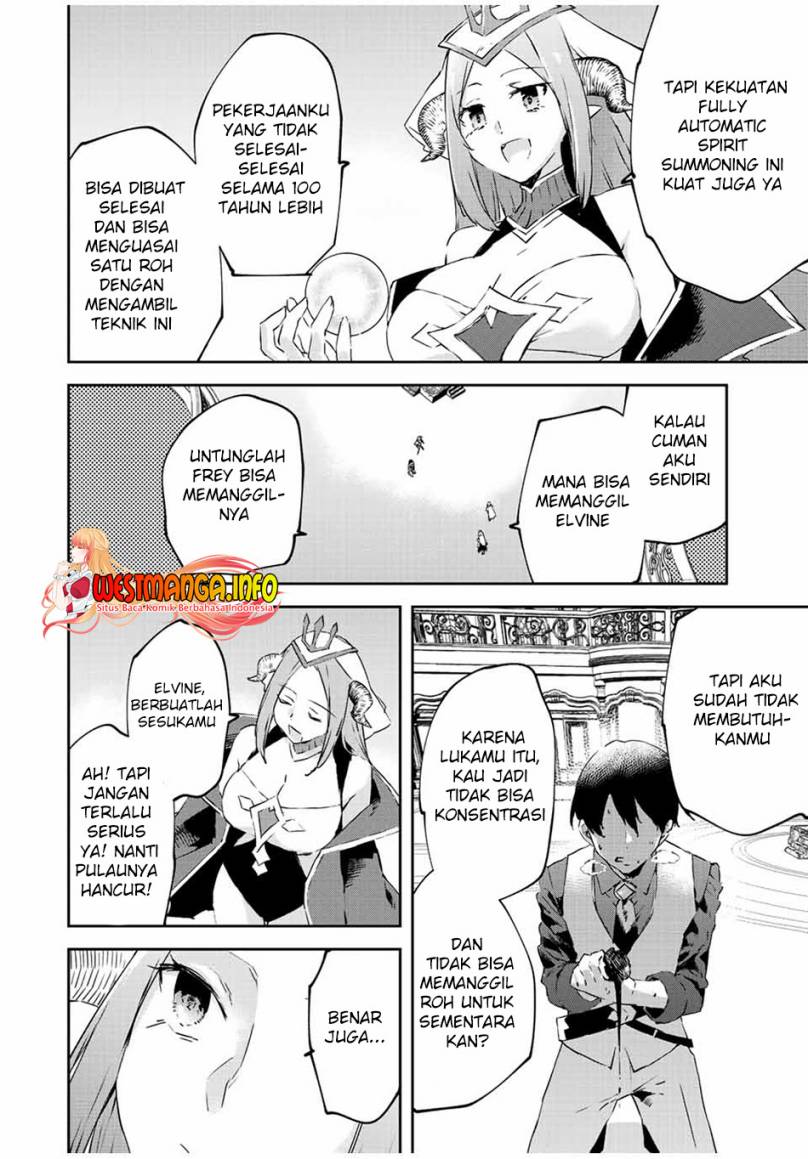 TAPI KEKUATAN
FULLY
AUTOMATIC
SPIRIT
SUMMONING INI
KUAT JUGA YA
PEKERJAANKU
YANG TIDAK
SELESAI-
SELESAI
SELAMA 100
TAHUN LEBIH
BISA DIBUAT
SELESAI
DAN BISA
MENGUASAI
SATU ROH
DENGAN
MENGAMBIL
TEKNIK INI
KALAU
CUMAN
AKU
SENDIRI
MANA BISA
MEMANGGIL
ELVINE
UNTUNGLAH
FREY BISA
MEMANGGIL-
NYA
WESTMANGA.INFO
Situs Baca Komik Berbahasa Indonesia
TAPI AKU
SUDAH TIDAK
MEMBUTUH-
KANMU
KARENA
LUKAMU ITU,
KAU JADI
TIDAK BISA
KONSENTRASI
DAN
TIDAK BISA
MEMANGGIL
ROH UNTUK
SEMENTARA
KAN?
ELVINE,
BERBUATLAH
SESUKAMU
AH! TAPI
JANGAN
TERLALU
SERIUS
YA! NANTI
PULAUNYA
HANCUR!
BENAR
JUGA...